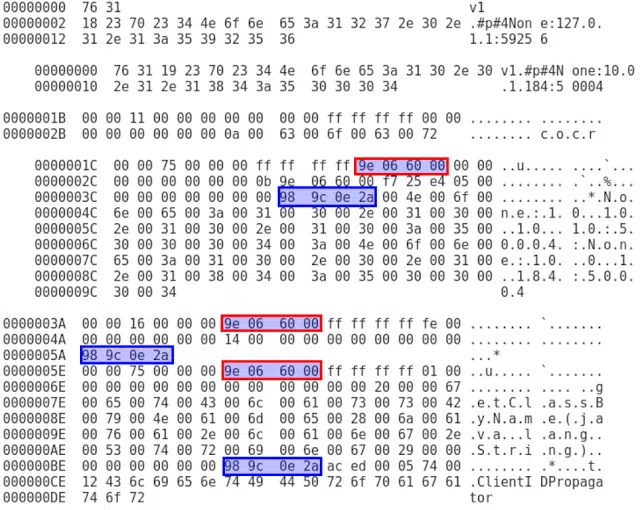 00000000 76 31 v1
00000002 18 23 70 23 34 4e 6f 6e 65 3a 31 32 37 2e 30 2e .#p#4Non e:127.0.
00000012 31 2e 31 3a 35 39 32 35 36 1.1:5925 6
00000000 76 31 19 23 70 23 34 4e 6f 6e 65 3a 31 30 2e 30 v1.#p#4N one:10.0
00000010 2e 31 2e 31 38 34 3a 35 30 30 30 34 .1.184:5 0004
0000001B 00 00 11 00 00 00 00 00 00 00 ff ff ff ff 00 00 ........ ........
0000002B 00 00 00 00 00 00 0a 00 63 00 6f 00 63 00 72 ........ c.o.c.r
0000001C 00 00 75 00 00 00 ff ff ff ff 9e 06 60 00 00 00 ..u..... ....`...
0000002C 00 00 00 00 00 00 0b 9e 06 60 00 f7 25 e4 05 00 ........ .`..%...
0000003C 00 00 00 00 00 00 00 98 9c 0e 2a 00 4e 00 6f 00 ........ ..*.N.o.
0000004C 6e 00 65 00 3a 00 31 00 30 00 2e 00 31 00 30 00 n.e.:.1. 0...1.0.
0000005C 2e 00 31 00 30 00 2e 00 31 00 30 00 3a 00 35 00 ..1.0... 1.0.:.5.
0000006C 30 00 30 00 30 00 34 00 3a 00 4e 00 6f 00 6e 00 0.0.0.4. :.N.o.n.
0000007C 65 00 3a 00 31 00 30 00 2e 00 30 00 2e 00 31 00 e.:.1.0. ..0...1.
0000008C 2e 00 31 00 38 00 34 00 3a 00 35 00 30 00 30 00 ..1.8.4. :.5.0.0.
0000009C 30 00 34 0.4
0000003A 00 00 16 00 00 00 9e 06 60 00 ff ff ff ff fe 00 ........ `.......
0000004A 00 00 00 00 00 00 14 00 00 00 00 00 00 00 00 00 ........ ........
0000005A 98 9c 0e 2a ...*
0000005E 00 00 75 00 00 00 9e 06 60 00 ff ff ff ff 01 00 ..u..... `.......
0000006E 00 00 00 00 00 00 00 00 00 00 00 00 20 00 00 67 ........ .... ..g
0000007E 00 65 00 74 00 43 00 6c 00 61 00 73 00 73 00 42 .e.t.C.l .a.s.s.B
0000008E 00 79 00 4e 00 61 00 6d 00 65 00 28 00 6a 00 61 .y.N.a.m .e.(.j.a
0000009E 00 76 00 61 00 2e 00 6c 00 61 00 6e 00 67 00 2e .v.a...l .a.n.g..
000000AE 00 53 00 74 00 72 00 69 00 6e 00 67 00 29 00 00 .S.t.r.i .n.g.)..
000000BE 00 00 00 00 00 00 98 9c 0e 2a ac ed 00 05 74 00 ........ .*....t.
000000CE 12 43 6c 69 65 6e 74 49 44 50 72 6f 70 61 67 61 .ClientI DPropaga
000000DE 74 6f 72 tor